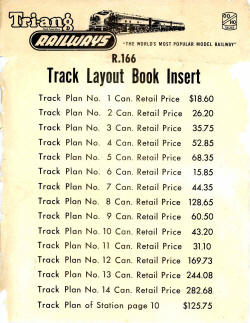 Tri-ang
RAILWAYS
00/H0
"THE WORLD'S MOST POPULAR MODEL RAILWAY"
R.166
Track Layout Book Insert
Track Plan No. 1 Can. Retail Price $18.60
Track Plan No. 2 Can. Retail Price 26.20
Track Plan No. 3 Can. Retail Price 35.75
Track Plan No. 4 Can. Retail Price 52.85
Track Plan No. 5 Can. Retail Price 68.35
Track Plan No. 6 Can. Retail Price 15.85
Track Plan No. 7 Can. Retail Price 44.35
Track Plan No. 8 Can. Retail Price 128.65
Track Plan No. 9 Can. Retail Price 60.50
Track Plan No. 10 Can. Retail Price 43.20
Track Plan No. 11 Can. Retail Price 31.10
Track Plan No. 12 Can. Retail Price 169.73
Track Plan No. 13 Can. Retail Price 244.08
Track Plan No. 14 Can. Retail Price 282.68
Track Plan of Station page 10 $125.75